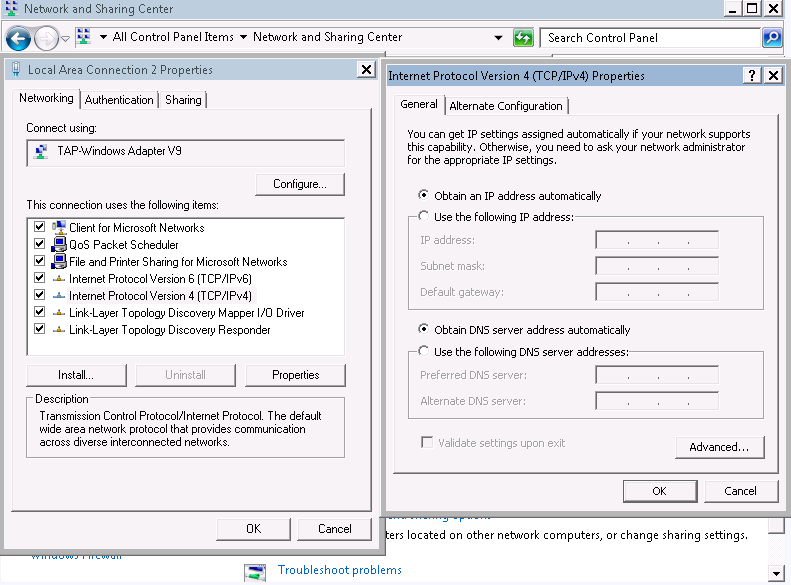 Network and Sharing Center
All Control Panel Items
Network and Sharing Center
Search Control Panel
Local Area Connection 2 Properties
Networking
Authentication
Sharing
Connect using:
TAP-Windows Adapter V9
Configure...
This connection uses the following items:
Client for Microsoft Networks
QoS Packet Scheduler
File and Printer Sharing for Microsoft Networks
Internet Protocol Version 6 (TCP/IPv6)
Internet Protocol Version 4 (TCP/IPv4)
Link-Layer Topology Discovery Mapper I/O Driver
Link-Layer Topology Discovery Responder
Install...
Uninstall
Properties
Description
Transmission Control Protocol/Internet Protocol. The default
wide area network protocol that provides communication
across diverse interconnected networks.
OK
Cancel
Internet Protocol Version 4 (TCP/IPv4) Properties
General
Alternate Configuration
You can get IP settings assigned automatically if your network supports
this capability. Otherwise, you need to ask your network administrator
for the appropriate IP settings.
Obtain an IP address automatically
Use the following IP address:
IP address:
Subnet mask:
Default gateway:
Obtain DNS server address automatically
Use the following DNS server addresses:
Preferred DNS server:
Alternate DNS server:
Validate settings upon exit
Advanced...
OK
Cancel
sharing options
ters located on other network computers, or change sharing settings.
Windows Firewall
Troubleshoot problems